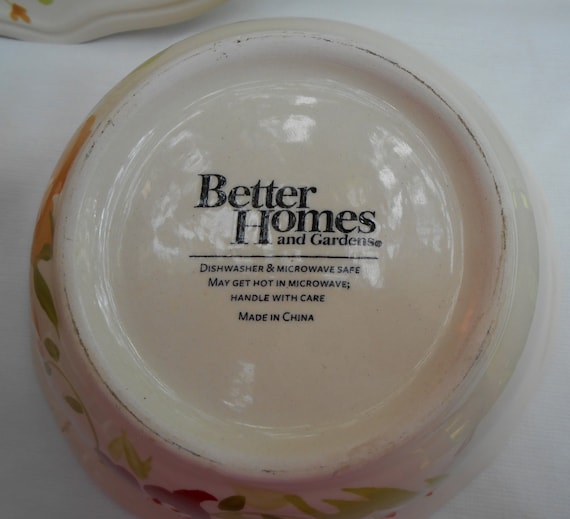 Better
Homes
and Gardens®
DISHWASHER & MICROWAVE SAFE
MAY GET HOT IN MICROWAVE;
HANDLE WITH CARE
MADE IN CHINA